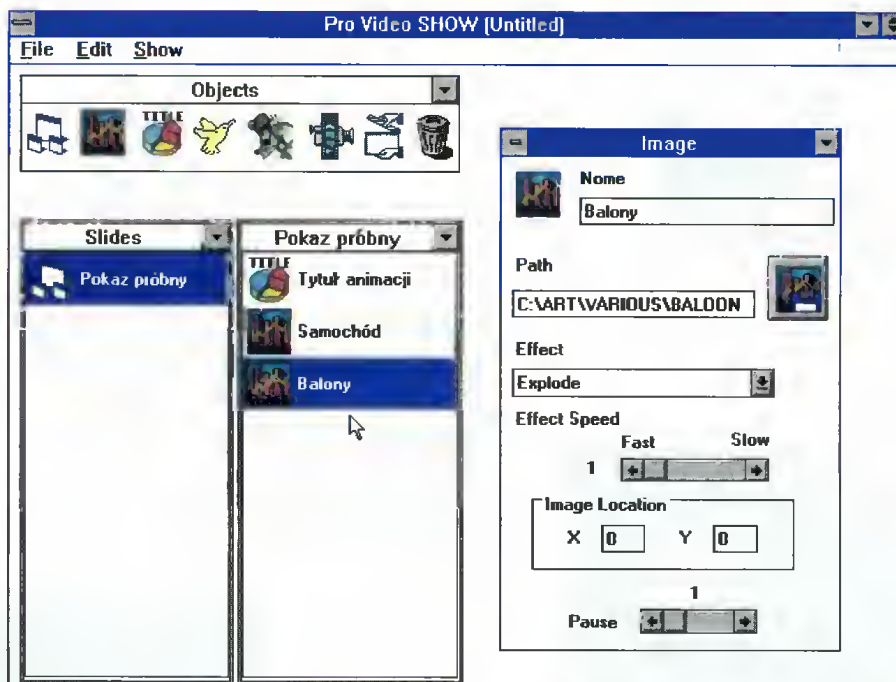 Pro Video SHOW (Untitled)
File Edit Show
Objects
TITLE
Image
Nome
Balony
Slides
Pokaz próbny
Pokaz próbny
TITLE
Tytuł animacji
Samochód
Balony
Path
C:\ART\VARIOUS\BALOON
Effect
Explode
Effect Speed
Fast Slow
1
Image Location
X 0 Y 0
1
Pause